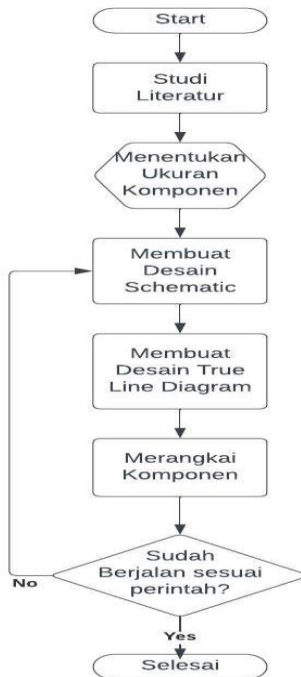 Start
Studi
Literatur
Menentukan
Ukuran
Komponen
Membuat
Desain
Schematic
Membuat
Desain True
Line Diagram
Merangkai
Komponen
Sudah
Berjalan sesuai
perintah?
No
Yes
Selesai